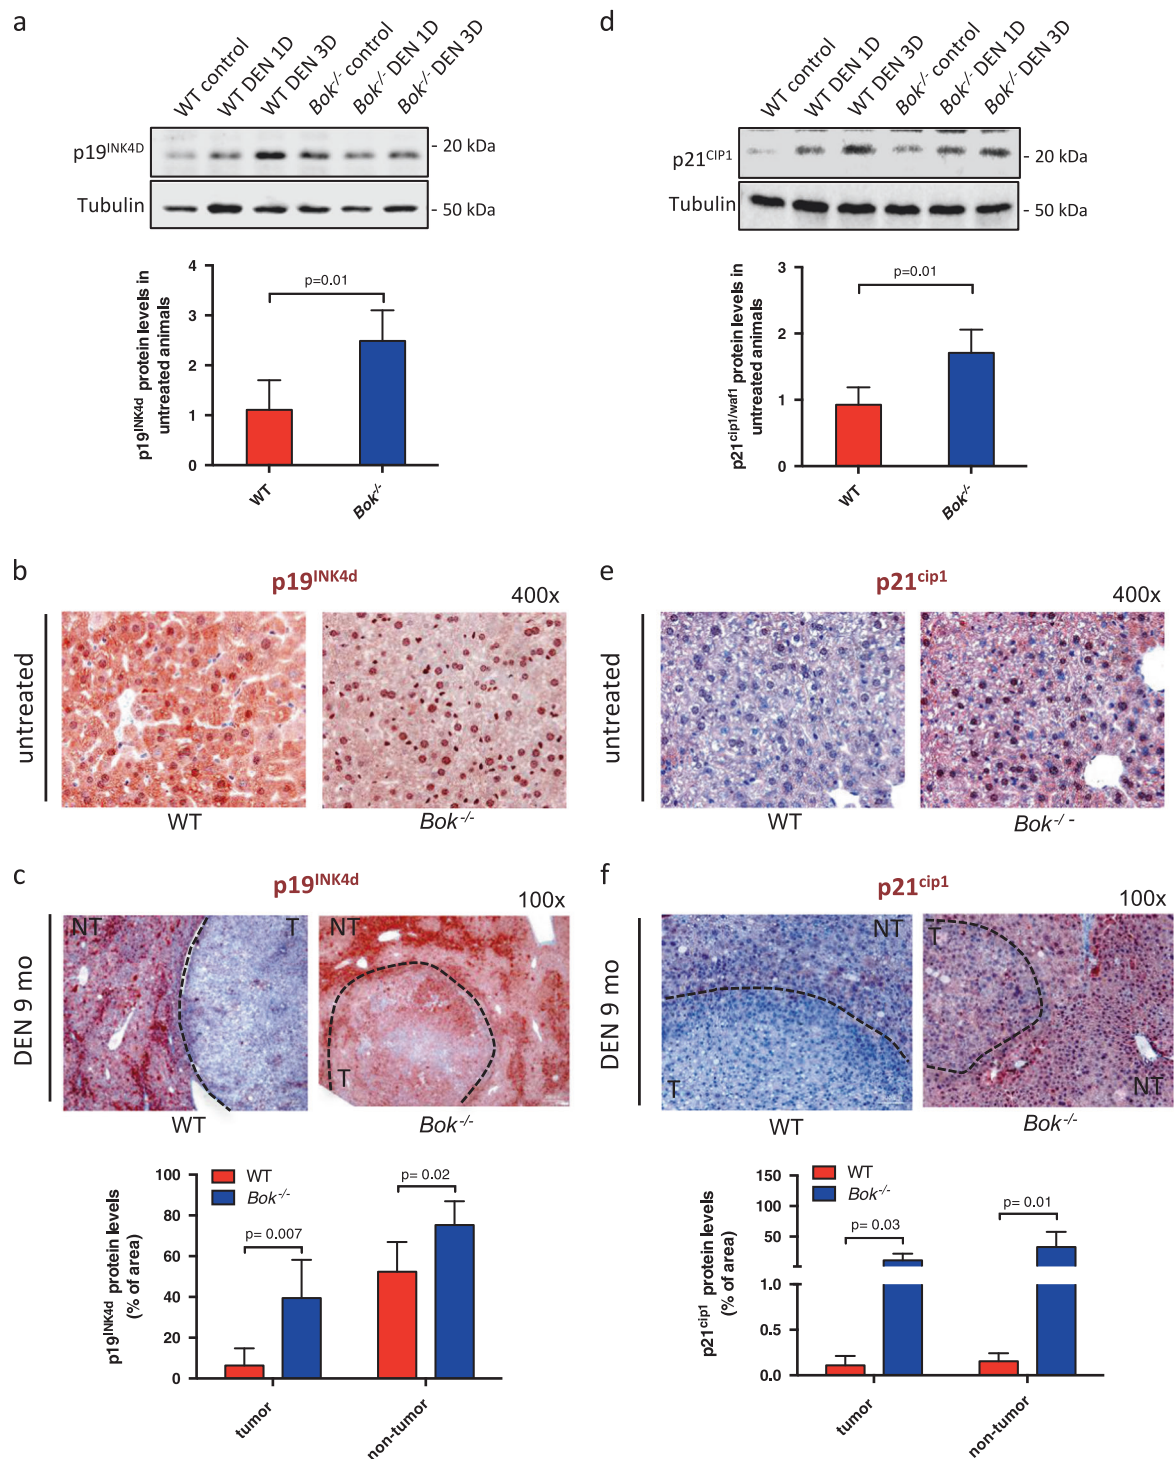 a
WT control
WT DEN 1D
WT DEN 3D
Bok-/- control
Bok-/- DEN 1D
Bok-/- DEN 3D
p19INK4D
- 20 kDa
Tubulin
- 50 kDa
p19INK4d protein levels in
untreated animals
4
3
2
1
0
p=0.01
WT
Bok-/-
d
WT control
WT DEN 1D
WT DEN 3D
Bok-/- control
Bok-/- DEN 1D
Bok-/- DEN 3D
p21CIP1
- 20 kDa
Tubulin
- 50 kDa
p21cip1/waf1 protein levels in
untreated animals
3
2
1
0
p=0.01
WT
Bok-/-
b
p19INK4d
400x
untreated
WT
Bok-/-
e
p21cip1
400x
untreated
WT
Bok-/-
c
p19INK4d
100x
DEN 9 mo
NT
T
NT
T
WT
Bok-/-
p19INK4d protein levels
(% of area)
100
80
60
40
20
0
WT
Bok-/-
p= 0.007
p= 0.02
tumor
non-tumor
f
p21cip1
100x
DEN 9 mo
NT
T
T
NT
WT
Bok-/-
p21cip1 protein levels
(% of area)
150
100
50
1.0
0.5
0.0
WT
Bok-/-
p= 0.03
p= 0.01
tumor
non-tumor